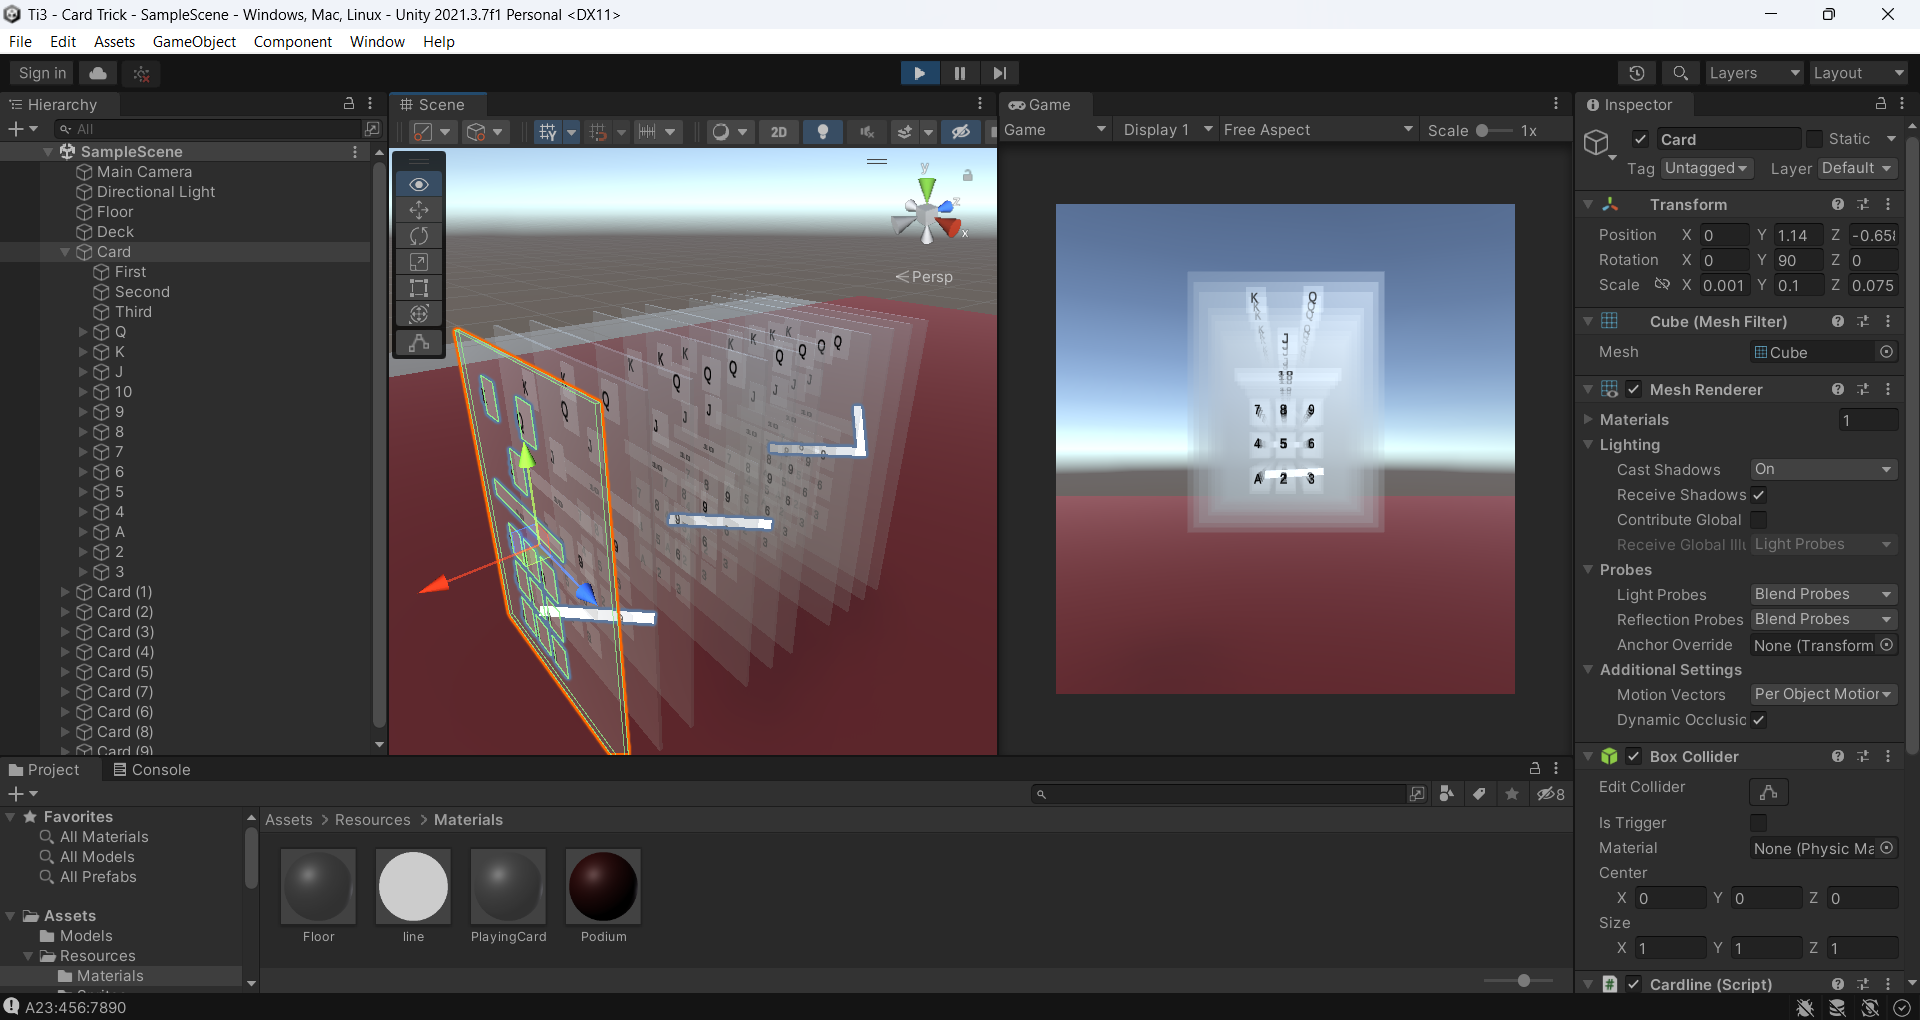 Ti3 - Card Trick - SampleScene - Windows, Mac, Linux - Unity 2021.3.7f1 Personal <DX11>
File Edit Assets GameObject Component Window Help
Sign in
Layers
Layout
Hierarchy
All
SampleScene
Main Camera
Directional Light
Floor
Deck
Card
First
Second
Third
Q
K
J
10
9
8
7
6
5
4
A
2
3
Card (1)
Card (2)
Card (3)
Card (4)
Card (5)
Card (7)
Card (6)
Card (8)
Card (9)
Scene
2D
y
z
x
Persp
Game
Game Display 1 Free Aspect Scale 1x
K Q
J
10
7 8 9
4 5 6
A 2 3
Inspector
Card Static
Tag Untagged Layer Default
Transform
Position X 0 Y 1.14 Z -0.65
Rotation X 0 Y 90 Z 0
Scale X 0.001 Y 0.1 Z 0.075
Cube (Mesh Filter)
Mesh Cube
Mesh Renderer
Materials 1
Lighting
Cast Shadows On
Receive Shadows
Contribute Global
Receive Global Illu Light Probes
Probes
Light Probes Blend Probes
Reflection Probes Blend Probes
Anchor Override None (Transform
Additional Settings
Motion Vectors Per Object Motion
Dynamic Occlusio
Box Collider
Edit Collider
Is Trigger
Material None (Physic Ma
Center
X 0 Y 0 Z 0
Size
X 1 Y 1 Z 1
Cardline (Script)
Project Console
8
Favorites
All Materials
All Models
All Prefabs
Assets
Models
Resources
Materials
Assets > Resources > Materials
Floor
line
PlayingCard
Podium
A23:456:7890